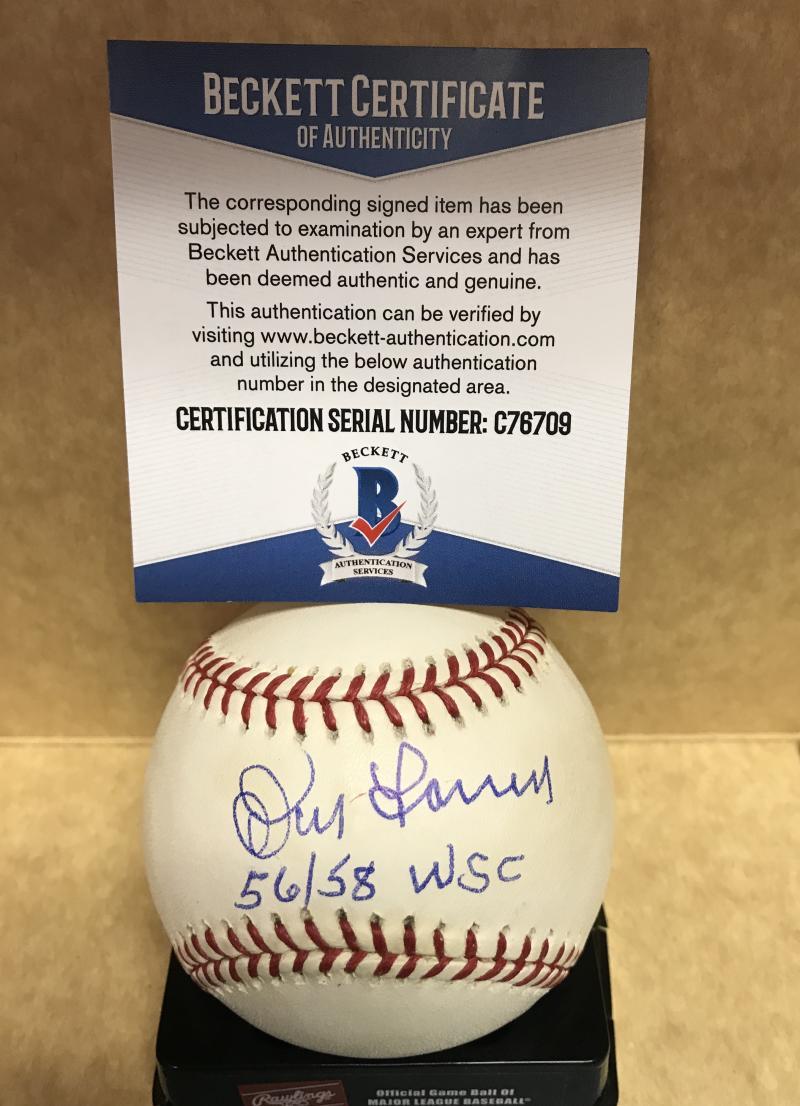 BECKETT CERTIFICATE
OF AUTHENTICITY
The corresponding signed item has been
subjected to examination by an expert from
Beckett Authentication Services and has
been deemed authentic and genuine.
This authentication can be verified by
visiting www.beckett-authentication.com
and utilizing the below authentication
number in the designated area.
CERTIFICATION SERIAL NUMBER: C76709
BECKETT
B
AUTHENTICATION
SERVICES
Don Larsen
56/58 WSC
Rawlings
Official Game Ball Of
MAJOR LEAGUE BASEBALL